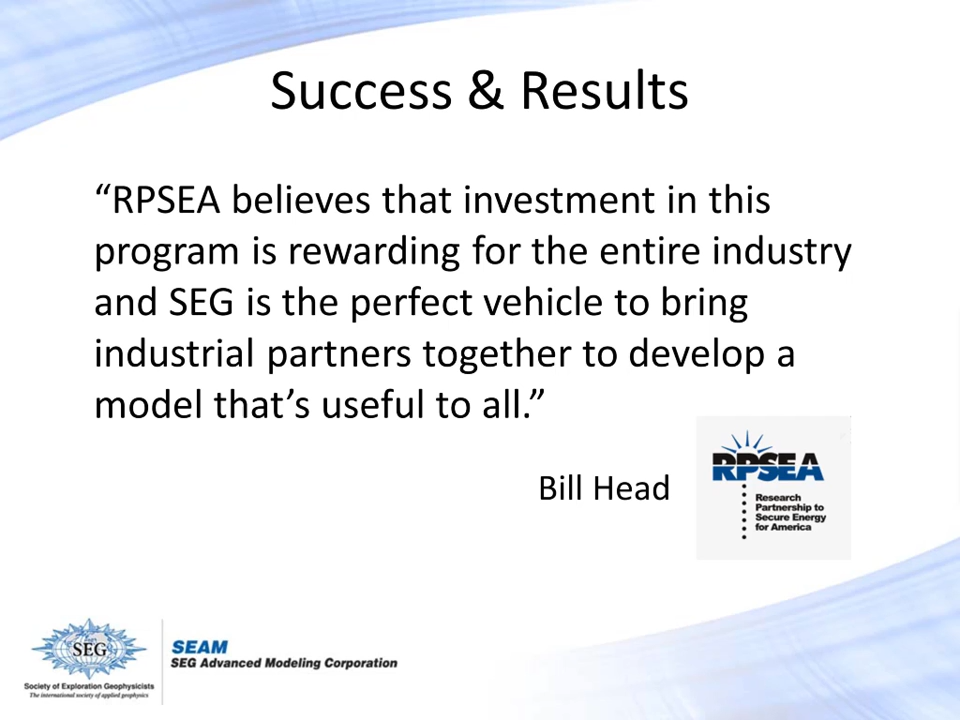 Success & Results
“RPSEA believes that investment in this
program is rewarding for the entire industry
and SEG is the perfect vehicle to bring
industrial partners together to develop a
model that’s useful to all.”
Bill Head
RPSEA
Research
Partnership to
Secure Energy
for America
SEG
Society of Exploration Geophysicists
The international society of applied geophysics
SEAM
SEG Advanced Modeling Corporation